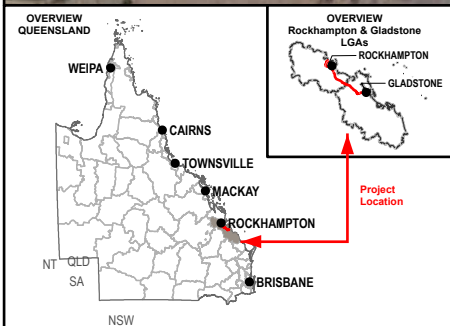 OVERVIEW
QUEENSLAND
WEIPA
CAIRNS
TOWNSVILLE
MACKAY
ROCKHAMPTON
BRISBANE
NT
QLD
SA
NSW
OVERVIEW
Rockhampton & Gladstone
LGAs
ROCKHAMPTON
GLADSTONE
Project
Location